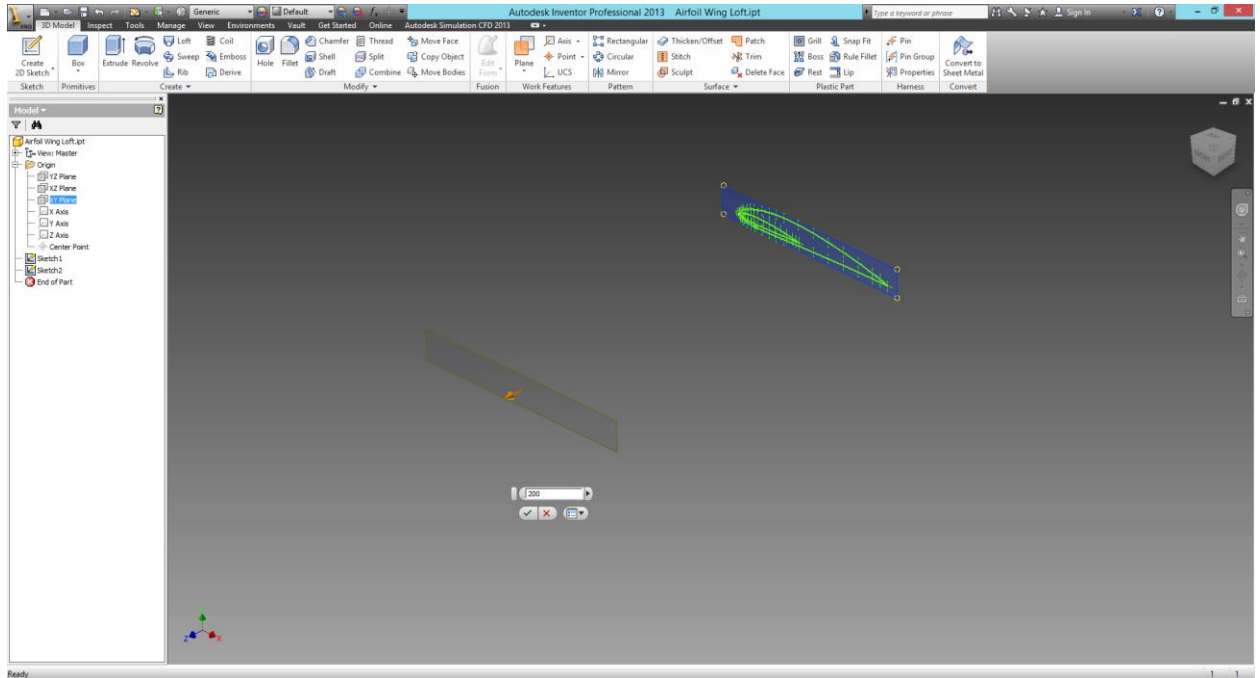 Generic Default Autodesk Inventor Professional 2013 Airfoil Wing Loft.ipt Type a keyword or phrase Sign In
PRO 3D Model Inspect Tools Manage View Environments Vault Get Started Online Autodesk Simulation CFD 2013
Create 2D Sketch Box Extrude Revolve Loft Coil Hole Fillet Chamfer Thread Move Face Edit Form Plane Axis Rectangular Thicken/Offset Patch Grill Snap Fit Pin Convert to Sheet Metal
Sweep Emboss Shell Split Copy Object Point Circular Stitch Trim Boss Rule Fillet Pin Group
Rib Derive Draft Combine Move Bodies UCS Mirror Sculpt Delete Face Rest Lip Properties
Sketch Primitives Create Modify Fusion Work Features Pattern Surface Plastic Part Harness Convert
Model
Airfoil Wing Loft.ipt
View: Master
Origin
YZ Plane
XZ Plane
XY Plane
X Axis
Y Axis
Z Axis
Center Point
Sketch1
Sketch2
End of Part
FRONT RIGHT
200
Z X
Ready 1 1